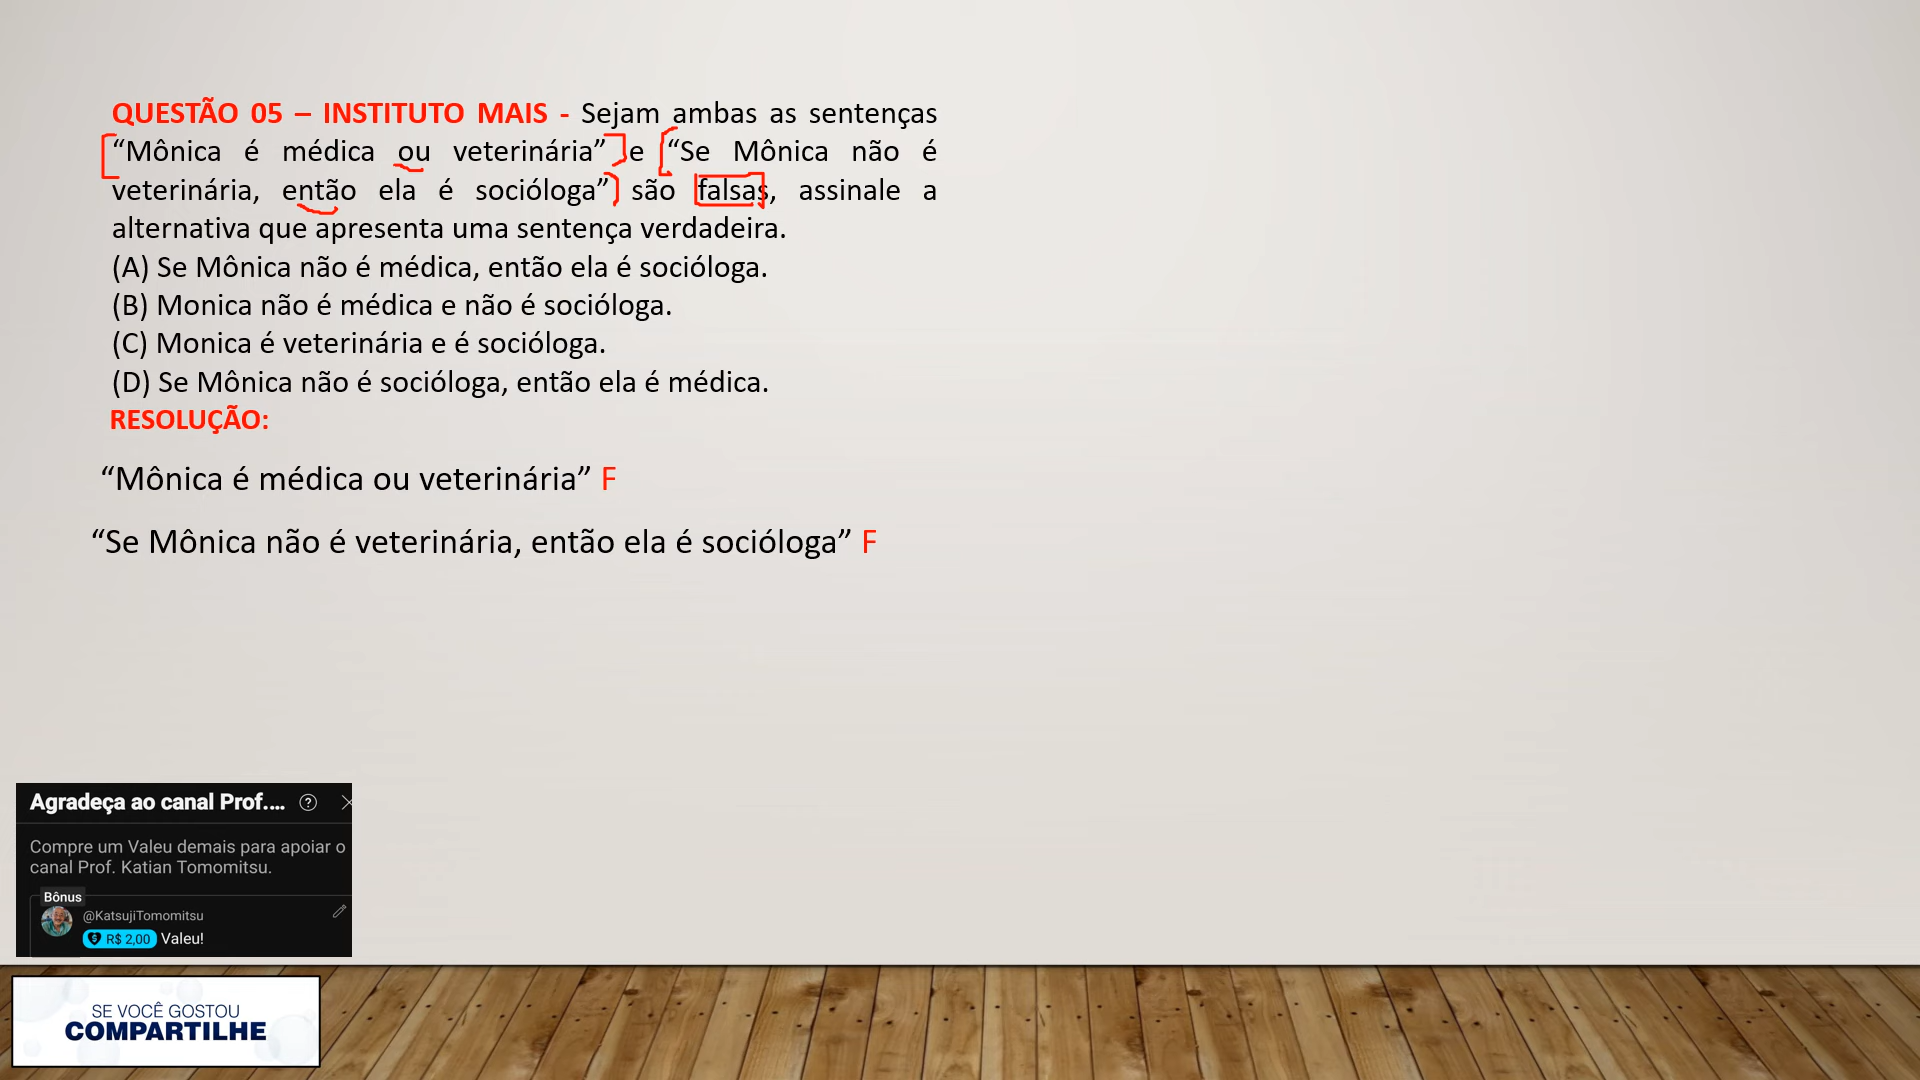 QUESTÃO 05 – INSTITUTO MAIS - Sejam ambas as sentenças
“Mônica é médica ou veterinária” e “Se Mônica não é
veterinária, então ela é socióloga” são falsas, assinale a
alternativa que apresenta uma sentença verdadeira.
(A) Se Mônica não é médica, então ela é socióloga.
(B) Monica não é médica e não é socióloga.
(C) Monica é veterinária e é socióloga.
(D) Se Mônica não é socióloga, então ela é médica.
RESOLUÇÃO:
“Mônica é médica ou veterinária” F
“Se Mônica não é veterinária, então ela é socióloga” F
Agradeça ao canal Prof.... ?
Compre um Valeu demais para apoiar o
canal Prof. Katian Tomomitsu.
Bônus
@KatsujiTomomitsu
R$ 2,00 Valeu!
SE VOCÊ GOSTOU
COMPARTILHE